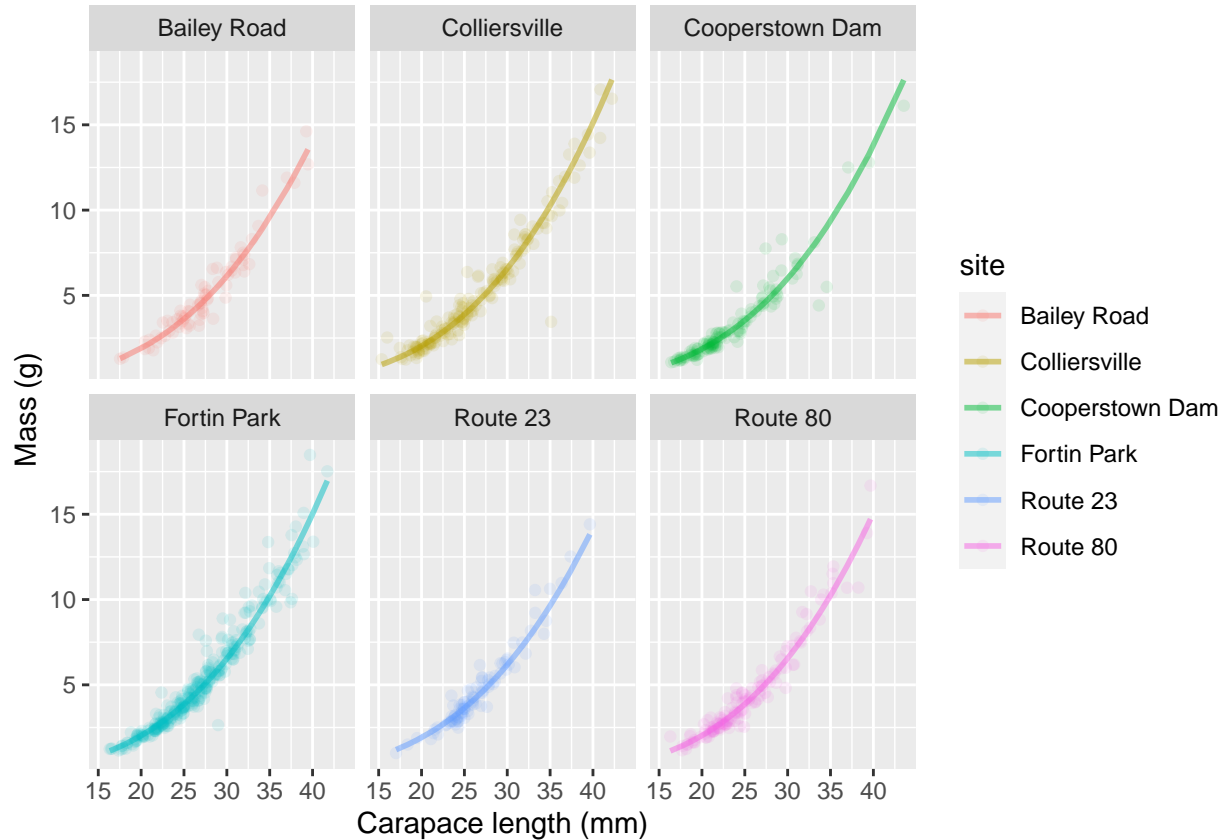 Bailey Road
Colliersville
Cooperstown Dam
15
10
5
Mass (g)
Fortin Park
Route 23
Route 80
15
10
5
15 20 25 30 35 40
15 20 25 30 35 40
15 20 25 30 35 40
Carapace length (mm)
site
Bailey Road
Colliersville
Cooperstown Dam
Fortin Park
Route 23
Route 80